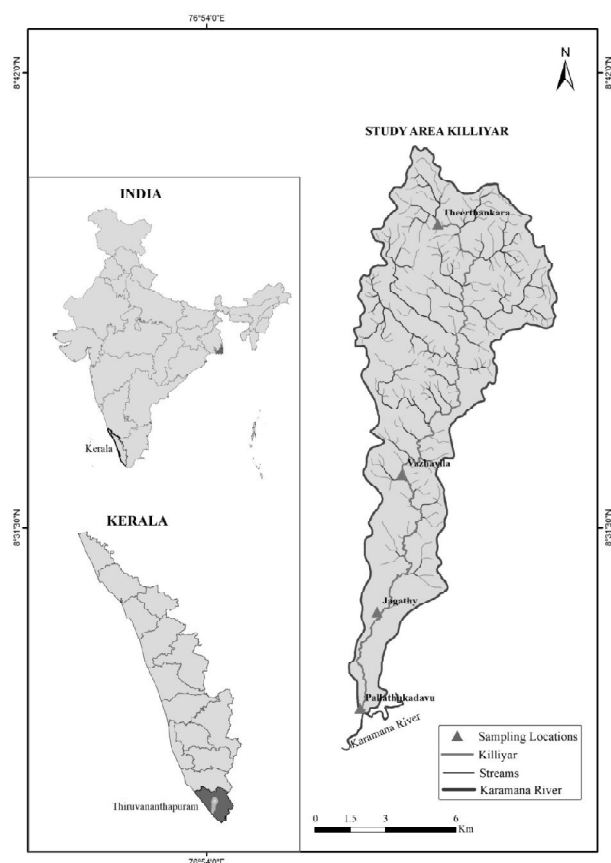 76°54'0"E
8°42'0"N
8°42'0"N
N
STUDY AREA KILLIYAR
INDIA
Theerthankara
Kerala
Vazhayila
8°31'30"N
8°31'30"N
KERALA
Jagathy
Pallathukadavu
Karamana River
Sampling Locations
Killiyar
Streams
Karamana River
Thiruvananthapuram
0 1.5 3 6
Km
76°54'0"E